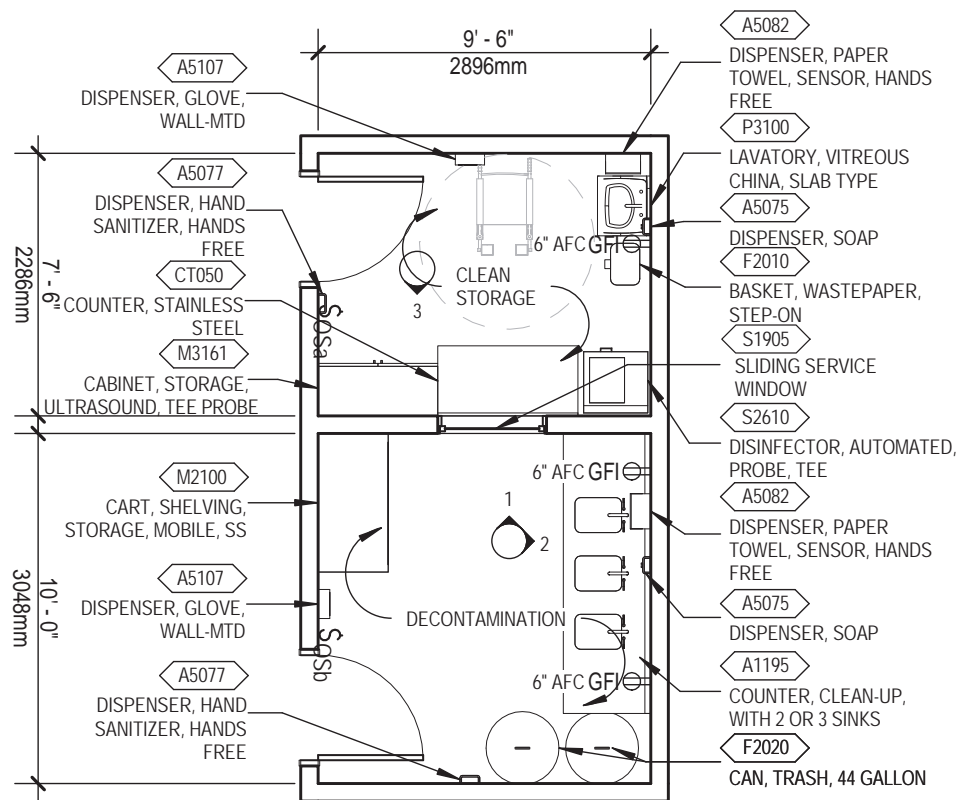 9' - 6"
2896mm
A5107
DISPENSER, GLOVE,
WALL-MTD
A5077
DISPENSER, HAND
SANITIZER, HANDS
FREE
CT050
COUNTER, STAINLESS
STEEL
M3161
CABINET, STORAGE,
ULTRASOUND, TEE PROBE
M2100
CART, SHELVING,
STORAGE, MOBILE, SS
A5107
DISPENSER, GLOVE,
WALL-MTD
A5077
DISPENSER, HAND
SANITIZER, HANDS
FREE
7' - 6"
2286mm
10' - 0"
3048mm
6" AFC GFI
CLEAN
STORAGE
3
SOSa
6" AFC GFI
1
2
DECONTAMINATION
SOSb
6" AFC GFI
A5082
DISPENSER, PAPER
TOWEL, SENSOR, HANDS
FREE
P3100
LAVATORY, VITREOUS
CHINA, SLAB TYPE
A5075
DISPENSER, SOAP
F2010
BASKET, WASTEPAPER,
STEP-ON
S1905
SLIDING SERVICE
WINDOW
S2610
DISINFECTOR, AUTOMATED,
PROBE, TEE
A5082
DISPENSER, PAPER
TOWEL, SENSOR, HANDS
FREE
A5075
DISPENSER, SOAP
A1195
COUNTER, CLEAN-UP,
WITH 2 OR 3 SINKS
F2020
CAN, TRASH, 44 GALLON